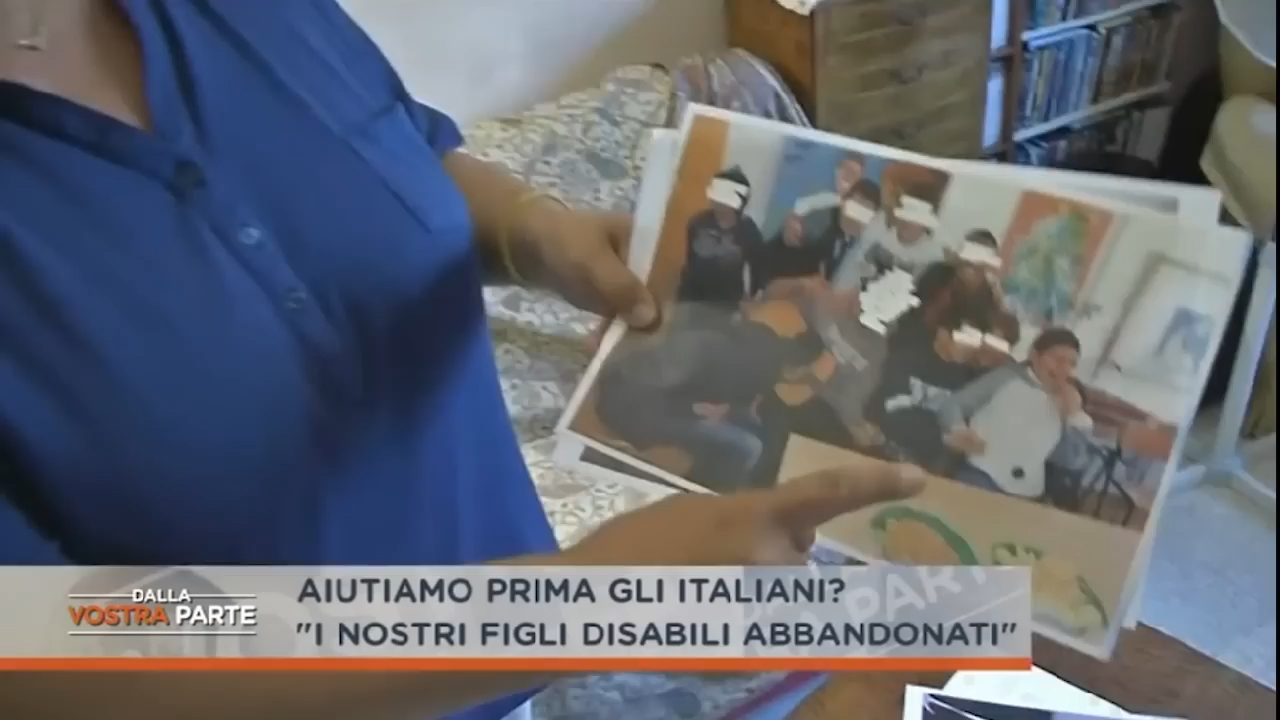 DALLA
VOSTRA PARTE
AIUTIAMO PRIMA GLI ITALIANI?
"I NOSTRI FIGLI DISABILI ABBANDONATI"